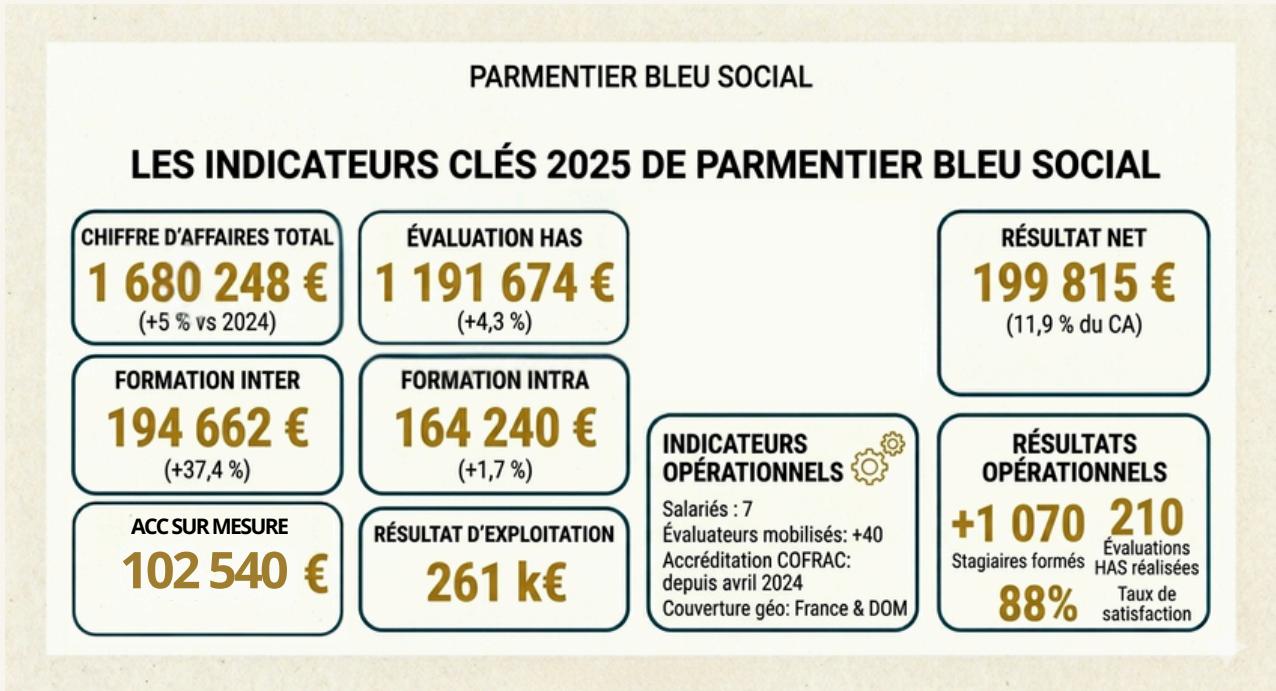 PARMENTIER BLEU SOCIAL
LES INDICATEURS CLÉS 2025 DE PARMENTIER BLEU SOCIAL
CHIFFRE D'AFFAIRES TOTAL
1 680 248 €
(+5 % vs 2024)
ÉVALUATION HAS
1 191 674 €
(+4,3 %)
RÉSULTAT NET
199 815 €
(11,9 % du CA)
FORMATION INTER
194 662 €
(+37,4 %)
FORMATION INTRA
164 240 €
(+1,7 %)
ACC SUR MESURE
102 540 €
RÉSULTAT D'EXPLOITATION
261 k€
INDICATEURS
OPÉRATIONNELS
Salariés : 7
Évaluateurs mobilisés: +40
Accréditation COFRAC:
depuis avril 2024
Couverture géo: France & DOM
RÉSULTATS
OPÉRATIONNELS
+1 070
Stagiaires formés
210
Évaluations
HAS réalisées
88%
Taux de
satisfaction